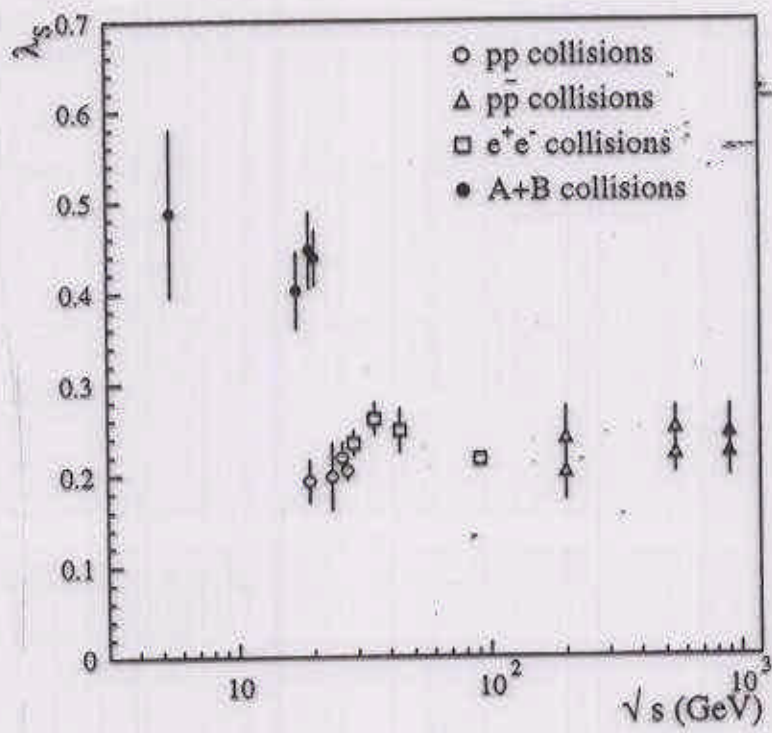 λS
0.7
0.6
0.5
0.4
0.3
0.2
0.1
0
pp collisions
pp̄ collisions
e⁺e⁻ collisions
A+B collisions
10
10²
10³
√s (GeV)